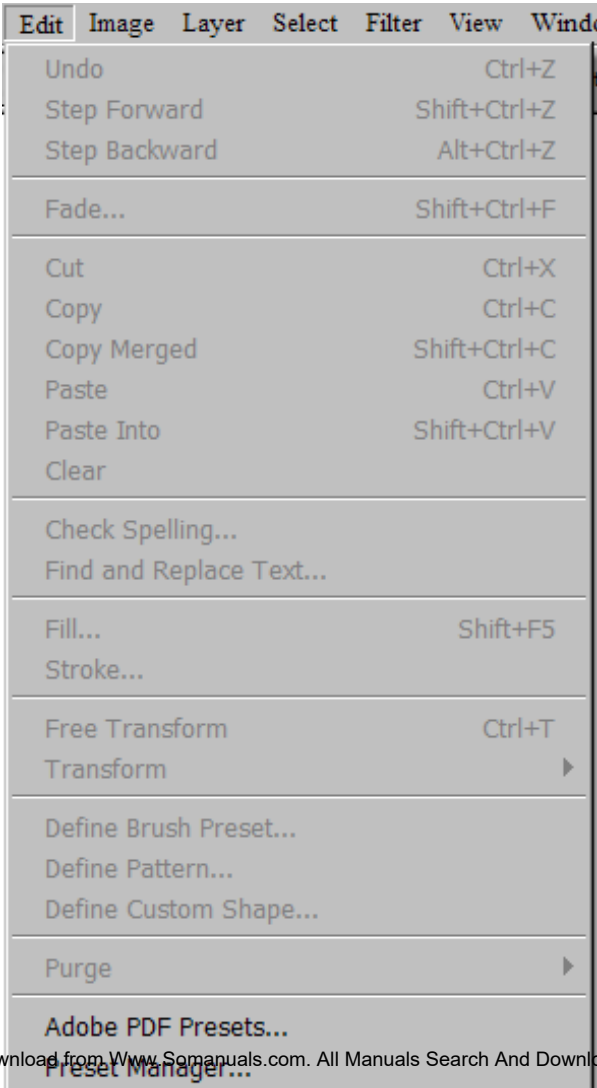 Edit Image Layer Select Filter View Windo
Undo Ctrl+Z
Step Forward Shift+Ctrl+Z
Step Backward Alt+Ctrl+Z
Fade... Shift+Ctrl+F
Cut Ctrl+X
Copy Ctrl+C
Copy Merged Shift+Ctrl+C
Paste Ctrl+V
Paste Into Shift+Ctrl+V
Clear
Check Spelling...
Find and Replace Text...
Fill... Shift+F5
Stroke...
Free Transform Ctrl+T
Transform
Define Brush Preset...
Define Pattern...
Define Custom Shape...
Purge
Adobe PDF Presets...
wnload from Www.Somanuals.com. All Manuals Search And Downlo
Preset Manager...